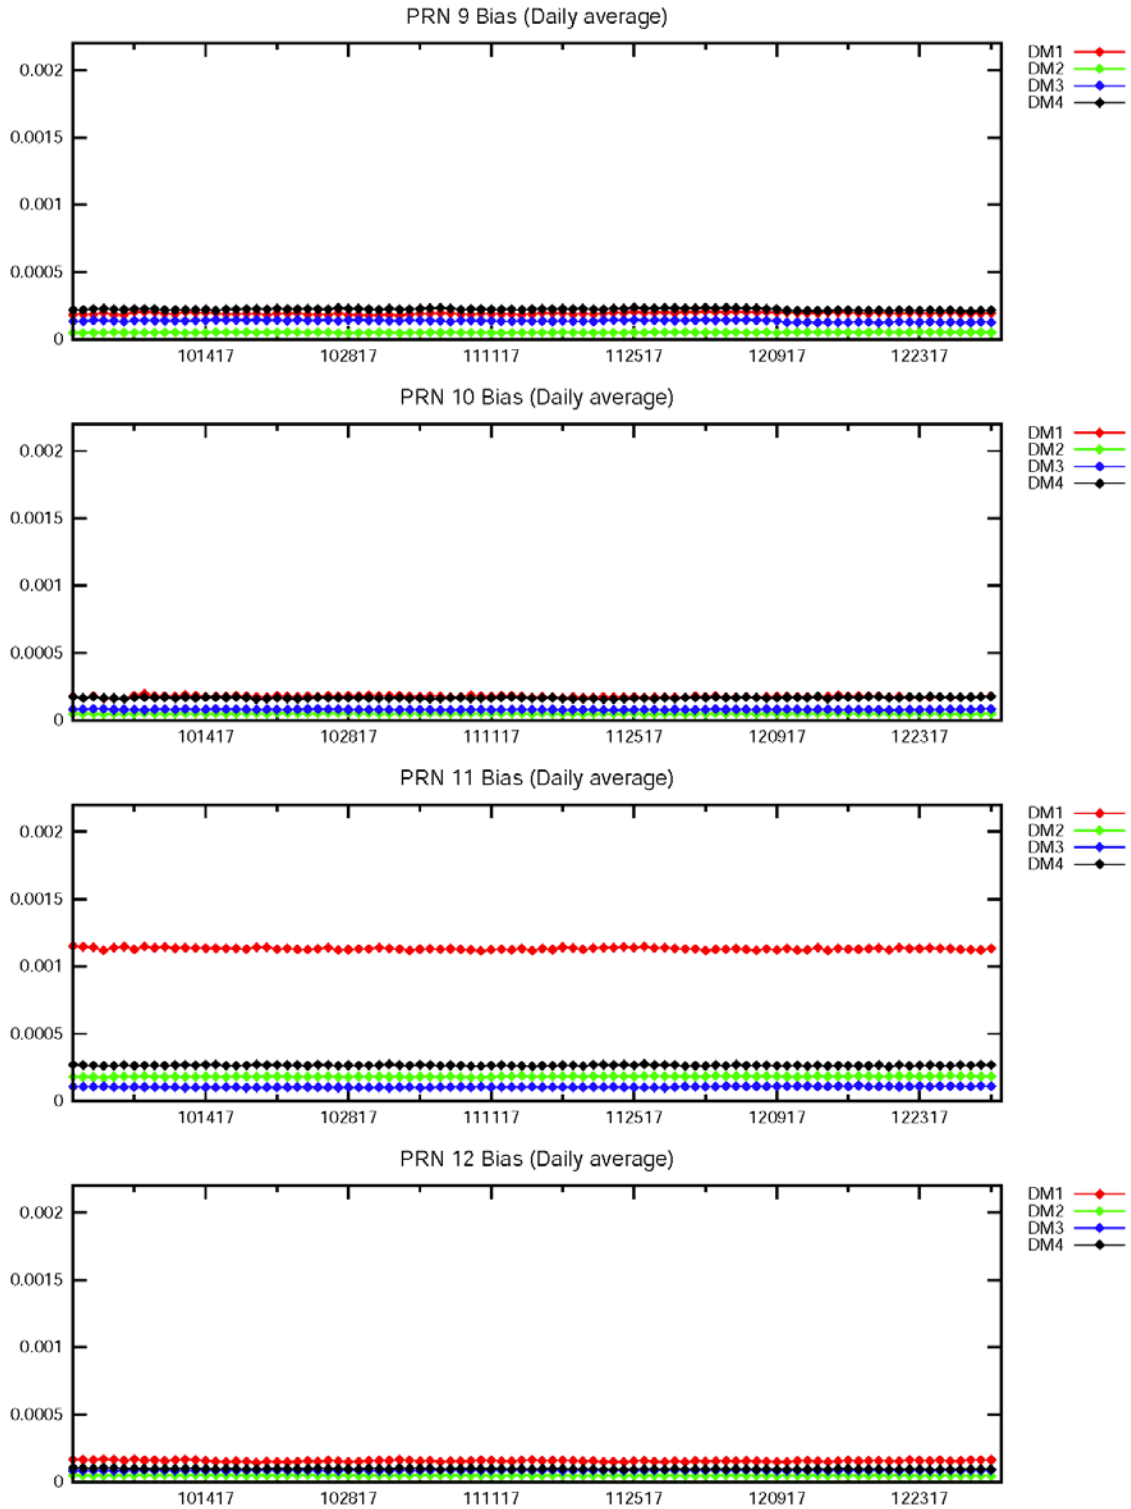 PRN 9 Bias (Daily average)
DM1
DM2
DM3
DM4
0.002
0.0015
0.001
0.0005
0
101417 102817 111117 112517 120917 122317
PRN 10 Bias (Daily average)
DM1
DM2
DM3
DM4
0.002
0.0015
0.001
0.0005
0
101417 102817 111117 112517 120917 122317
PRN 11 Bias (Daily average)
DM1
DM2
DM3
DM4
0.002
0.0015
0.001
0.0005
0
101417 102817 111117 112517 120917 122317
PRN 12 Bias (Daily average)
DM1
DM2
DM3
DM4
0.002
0.0015
0.001
0.0005
0
101417 102817 111117 112517 120917 122317